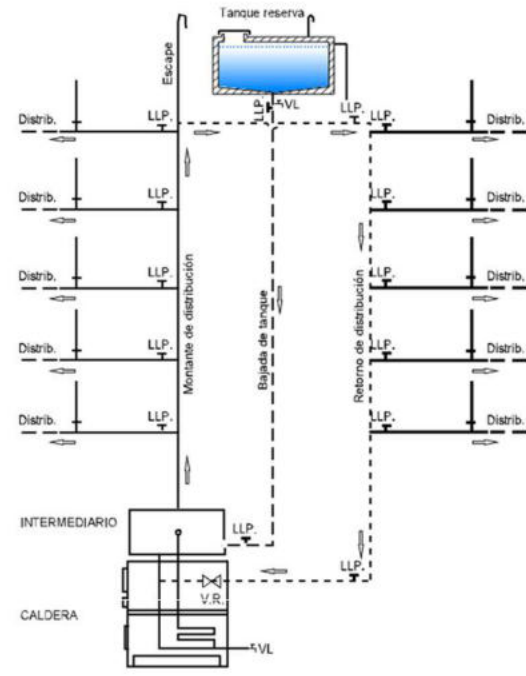 Tanque reserva
Escape
LLP.
VL
LLP.
Distrib.
LLP.
Distrib.
Distrib.
LLP.
LLP.
Distrib.
Distrib.
LLP.
LLP.
Distrib.
Distrib.
LLP.
LLP.
Distrib.
Distrib.
LLP.
LLP.
Distrib.
Montante de distribución
Bajada de tanque
Retorno de distribución
INTERMEDIARIO
LLP.
LLP.
V.R.
CALDERA
VL